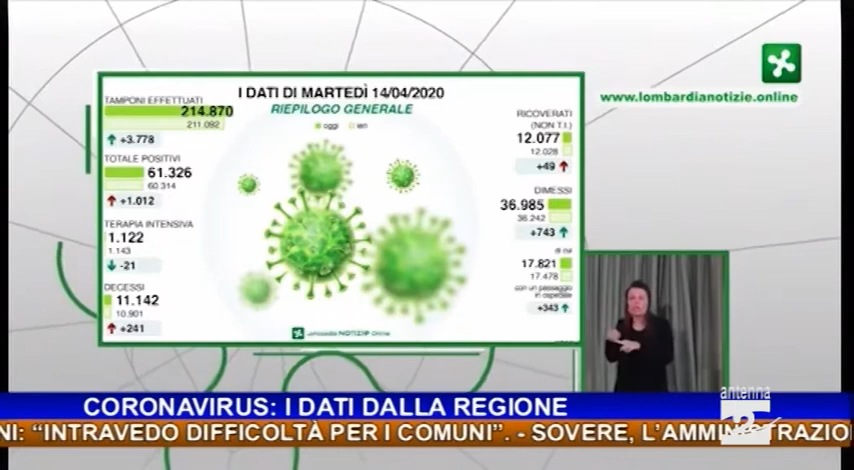 I DATI DI MARTEDÌ 14/04/2020
RIEPILOGO GENERALE
oggi ieri
TAMPONI EFFETTUATI
214.870
211.092
+3.778
TOTALE POSITIVI
61.326
60.314
+1.012
TERAPIA INTENSIVA
1.122
1.143
-21
DECESSI
11.142
10.901
+241
RICOVERATI
(NON T.I.)
12.077
12.028
+49
DIMESSI
36.985
36.242
+743
di cui
17.821
17.478
con un passaggio
in ospedale
+343
Lombardia NOTIZIE Online
www.lombardianotizie.online
antenna
2
CORONAVIRUS: I DATI DALLA REGIONE
NI: “INTRAVEDO DIFFICOLTÀ PER I COMUNI”. - SOVERE, L’AMMINISTRAZIO